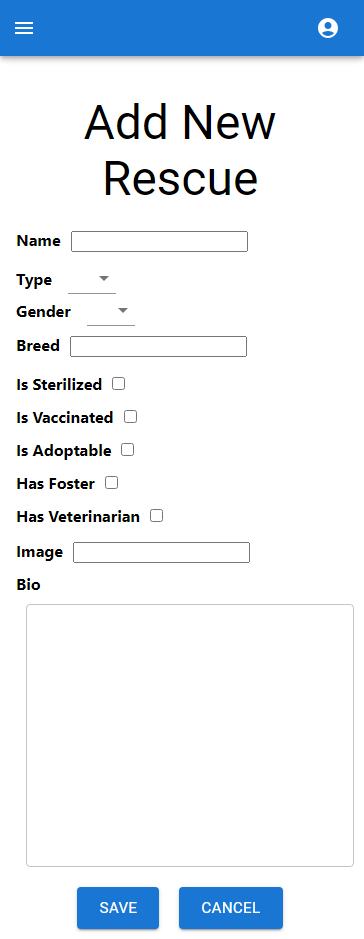 Add New
Rescue
Name
Type
Gender
Breed
Is Sterilized
Is Vaccinated
Is Adoptable
Has Foster
Has Veterinarian
Image
Bio
SAVE CANCEL